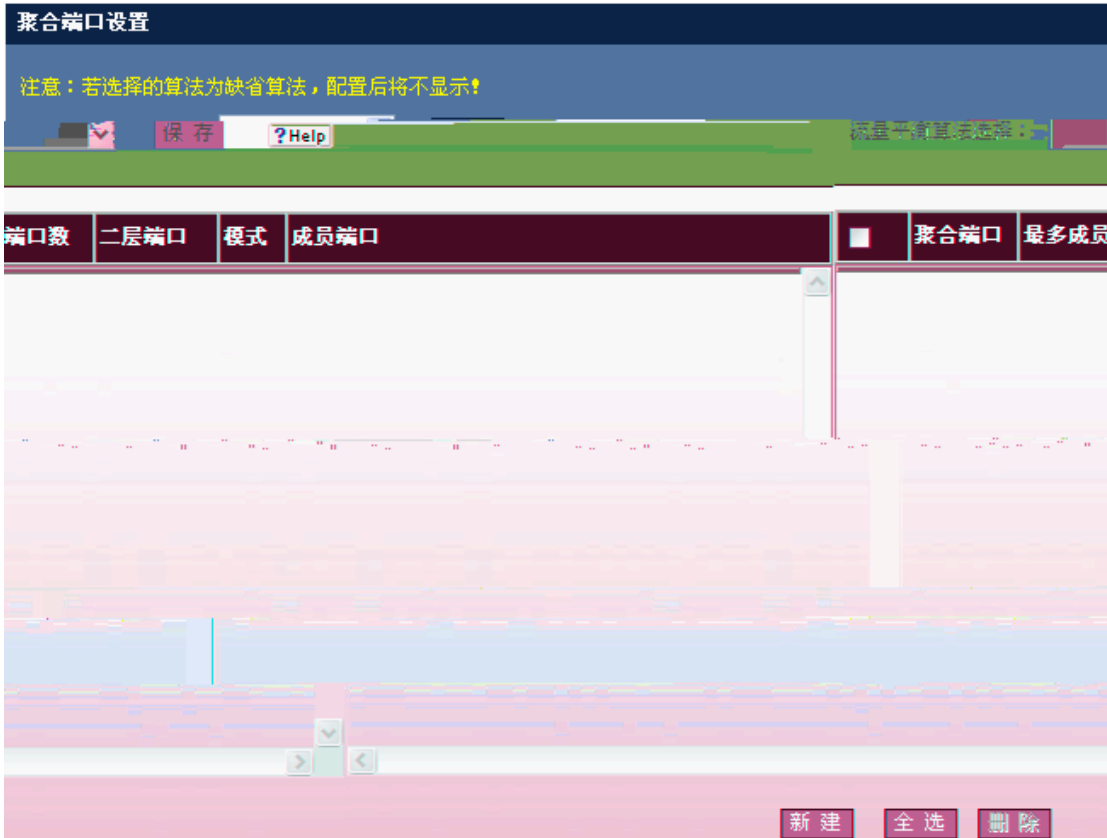 聚合端口设置
注意：若选择的算法为缺省算法，配置后将不显示！
保 存 ?Help 流量平衡算法选择：
端口数 二层端口 模式 成员端口 聚合端口 最多成员
新 建 全 选 删 除